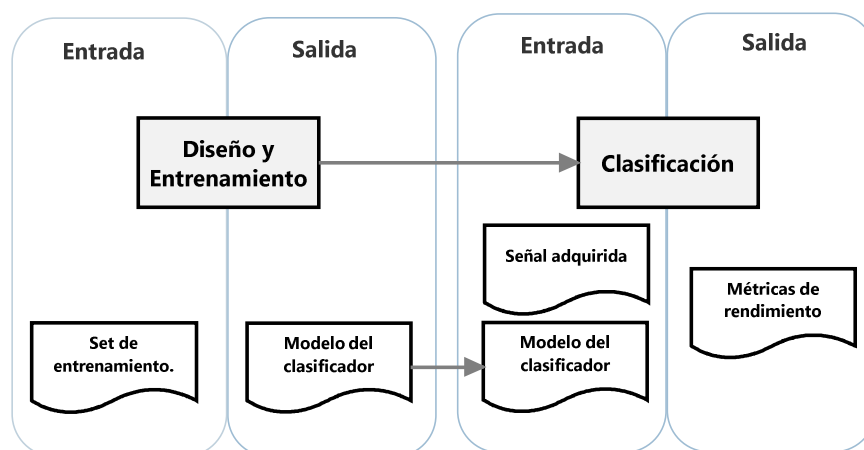 Entrada
Salida
Entrada
Salida
Diseño y
Entrenamiento
Clasificación
Señal adquirida
Métricas de
rendimiento
Set de
entrenamiento.
Modelo del
clasificador
Modelo del
clasificador